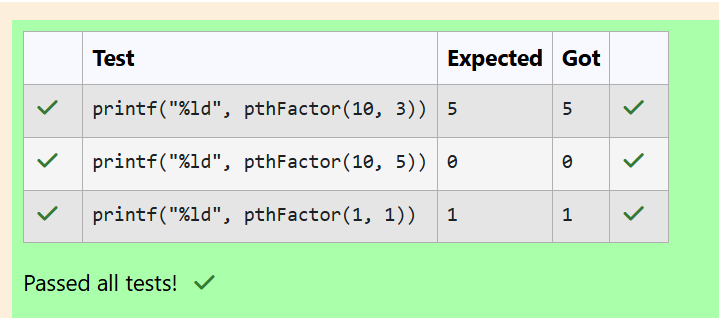 Test Expected Got
printf("%ld", pthFactor(10, 3)) 5 5
printf("%ld", pthFactor(10, 5)) 0 0
printf("%ld", pthFactor(1, 1)) 1 1
Passed all tests!